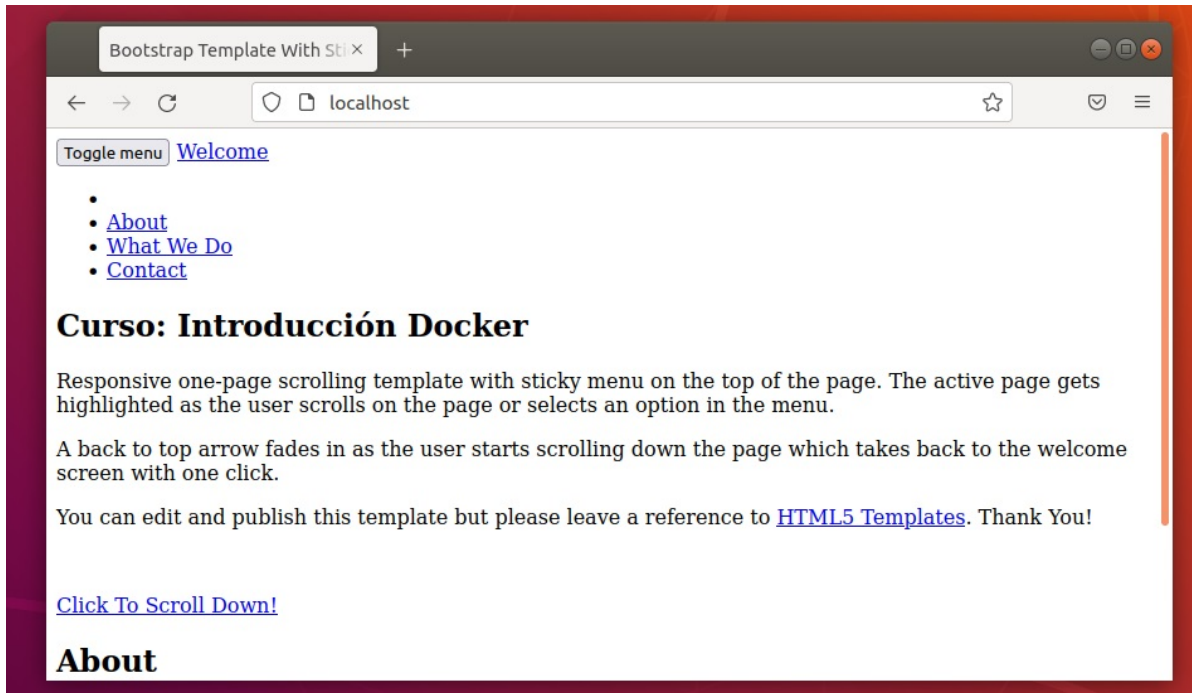 Bootstrap Template With Sti
localhost
Toggle menu Welcome
About
What We Do
Contact
Curso: Introducción Docker
Responsive one-page scrolling template with sticky menu on the top of the page. The active page gets
highlighted as the user scrolls on the page or selects an option in the menu.
A back to top arrow fades in as the user starts scrolling down the page which takes back to the welcome
screen with one click.
You can edit and publish this template but please leave a reference to HTML5 Templates. Thank You!
Click To Scroll Down!
About